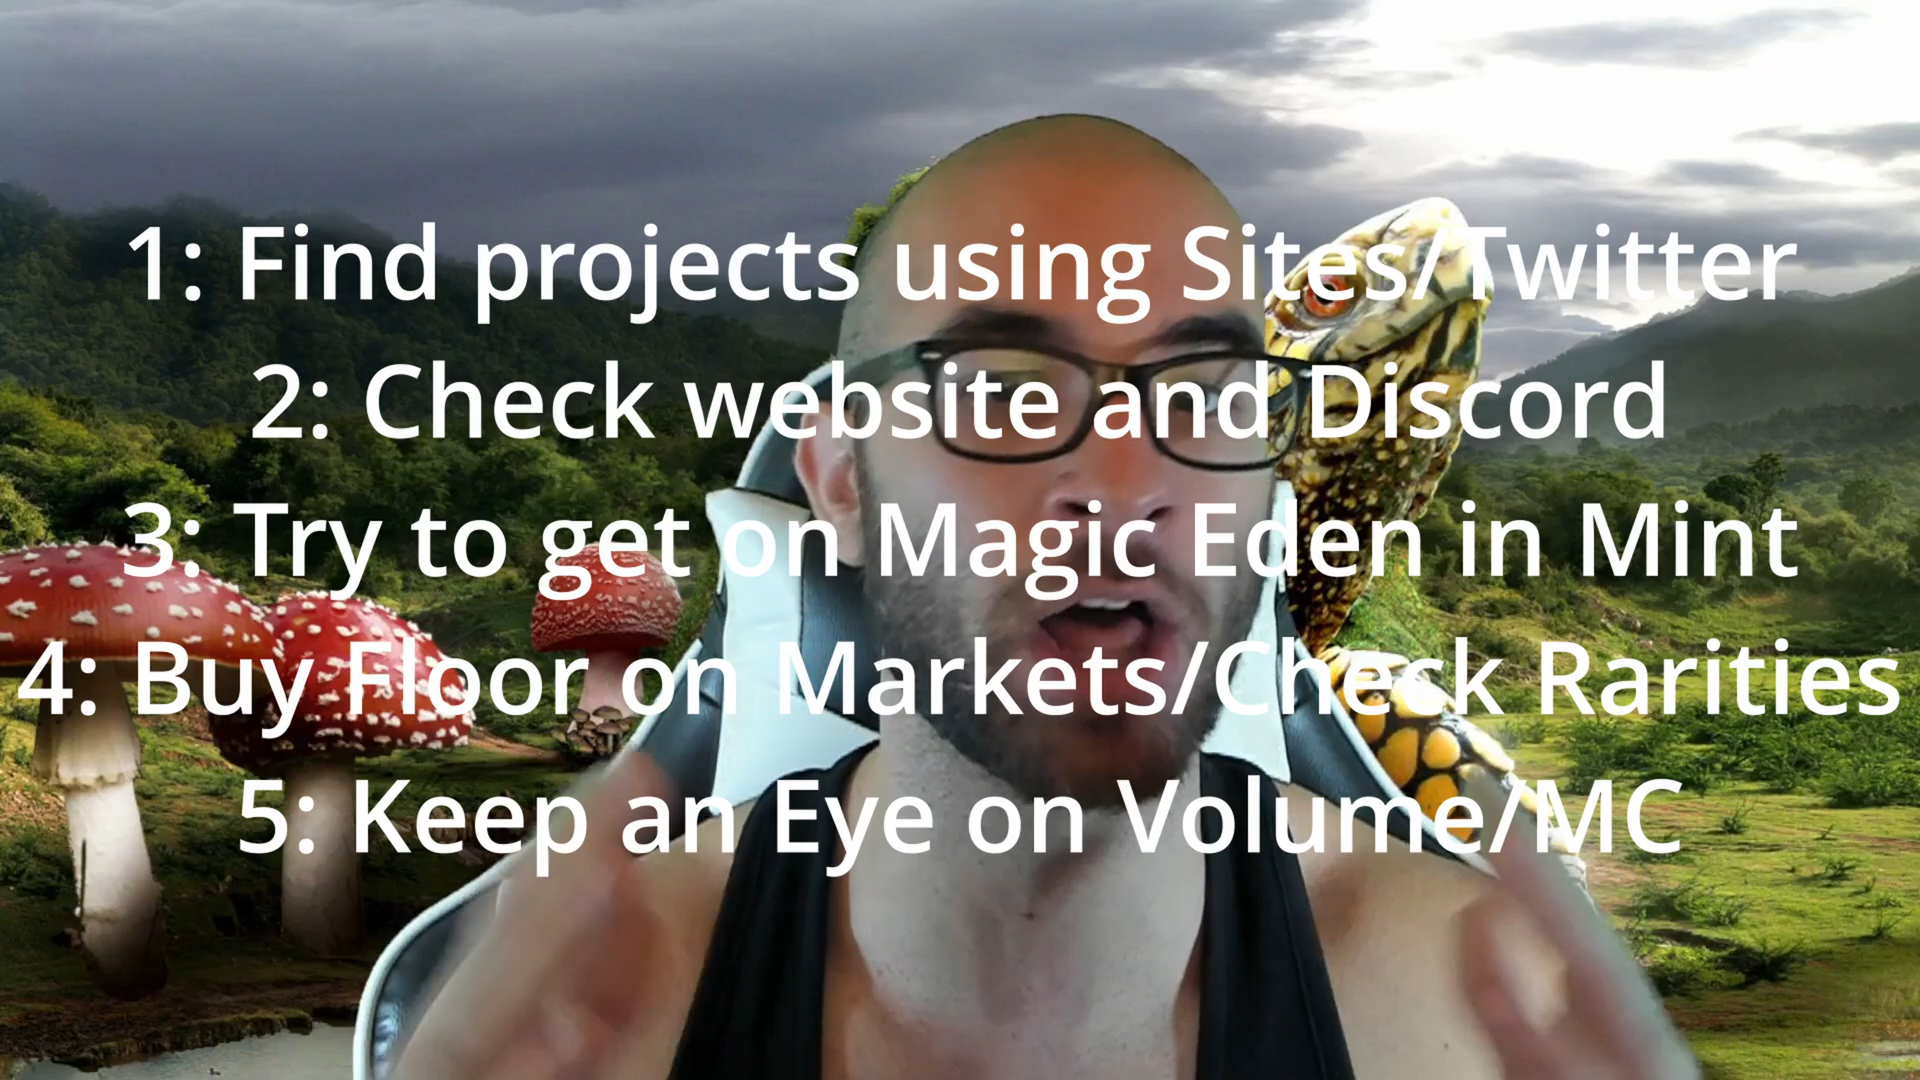 1: Find projects using Sites/Twitter
2: Check website and Discord
3: Try to get on Magic Eden in Mint
4: Buy Floor on Markets/Check Rarities
5: Keep an Eye on Volume/MC